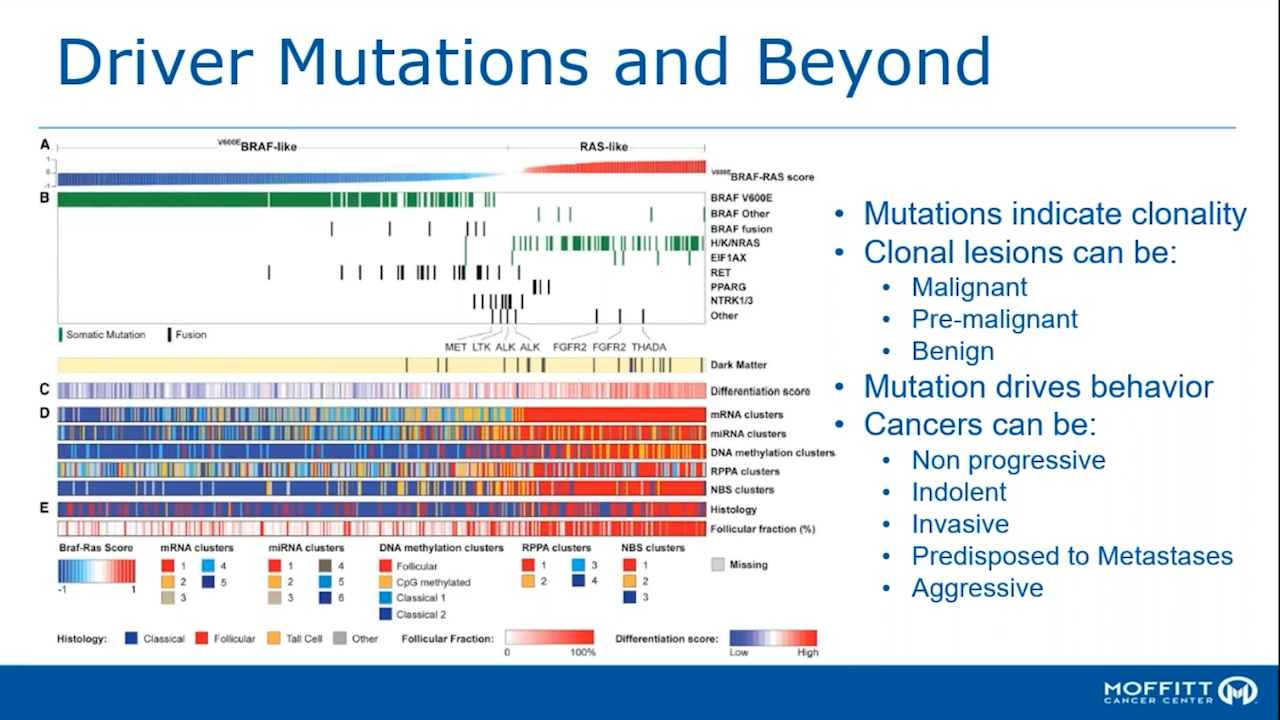 Driver Mutations and Beyond
A
V600E BRAF-like
RAS-like
1
0
-1
V600E BRAF-RAS score
B
BRAF V600E
BRAF Other
BRAF fusion
H/K/NRAS
EIF1AX
RET
PPARG
NTRK1/3
Other
Somatic Mutation
Fusion
MET LTK ALK ALK FGFR2 FGFR2 THADA
Dark Matter
C
Differentiation score
D
mRNA clusters
miRNA clusters
DNA methylation clusters
RPPA clusters
NBS clusters
E
Histology
Follicular fraction (%)
Braf-Ras Score
-1 1
mRNA clusters
1 4
2 5
3
miRNA clusters
1 4
2 5
3 6
DNA methylation clusters
Follicular
CpG methylated
Classical 1
Classical 2
RPPA clusters
1 3
2 4
NBS clusters
1
2
3
Missing
Histology: Classical Follicular Tall Cell Other
Follicular Fraction:
0 100%
Differentiation score:
Low High
• Mutations indicate clonality
• Clonal lesions can be:
• Malignant
• Pre-malignant
• Benign
• Mutation drives behavior
• Cancers can be:
• Non progressive
• Indolent
• Invasive
• Predisposed to Metastases
• Aggressive
MOFFITT
CANCER CENTER